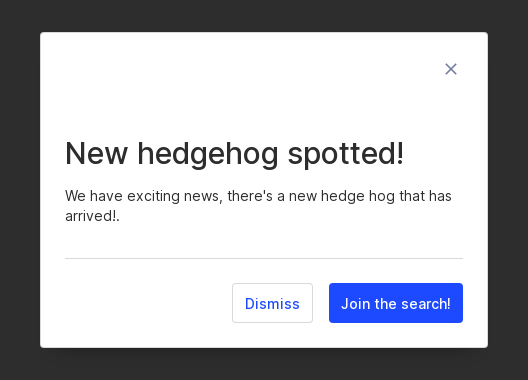 New hedgehog spotted!
We have exciting news, there's a new hedge hog that has
arrived!.
Dismiss
Join the search!